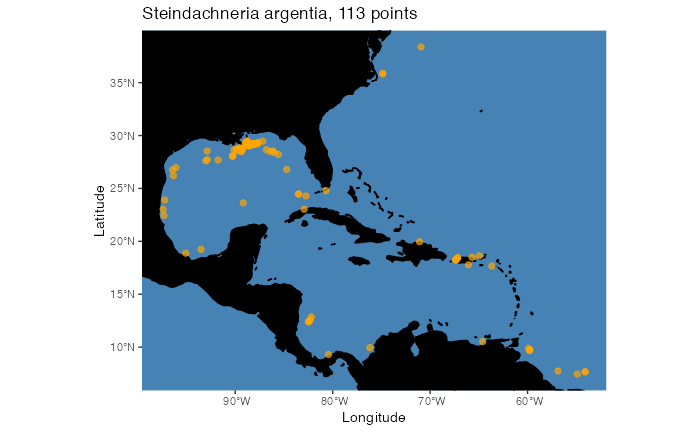 Steindachneria argentia, 113 points
35°N
30°N
25°N
20°N
15°N
10°N
Latitude
90°W
80°W
70°W
60°W
Longitude